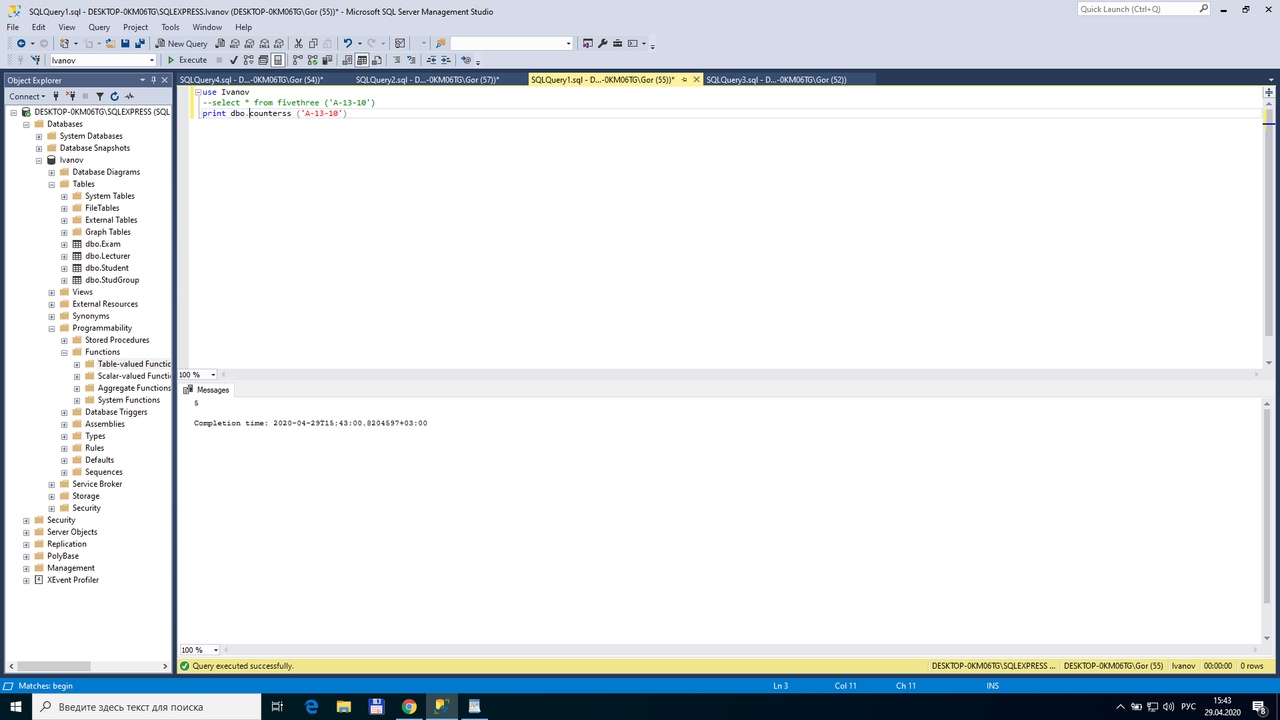 SQLQuery1.sql - DESKTOP-0KM06TG\SQLEXPRESS.Ivanov (DESKTOP-0KM06TG\Gor (55))* - Microsoft SQL Server Management Studio
Quick Launch (Ctrl+Q)
File Edit View Query Project Tools Window Help
New Query
Ivanov
Execute
Object Explorer
SQLQuery4.sql - D...-0KM06TG\Gor (54))* SQLQuery2.sql - D...-0KM06TG\Gor (57))* SQLQuery1.sql - D...-0KM06TG\Gor (55))* SQLQuery3.sql - D...-0KM06TG\Gor (52))
Connect
DESKTOP-0KM06TG\SQLEXPRESS (SQL
Databases
System Databases
Database Snapshots
Ivanov
Database Diagrams
Tables
System Tables
FileTables
External Tables
Graph Tables
dbo.Exam
dbo.Lecturer
dbo.Student
dbo.StudGroup
Views
External Resources
Synonyms
Programmability
Stored Procedures
Functions
Table-valued Functic
Scalar-valued Functi
Aggregate Functions
System Functions
Database Triggers
Assemblies
Types
Rules
Defaults
Sequences
Service Broker
Storage
Security
Security
Server Objects
Replication
PolyBase
Management
XEvent Profiler
use Ivanov
--select * from fivethree ('A-13-10')
print dbo.counterss ('A-13-10')
100 %
Messages
5
Completion time: 2020-04-29T15:43:00.8204597+03:00
100 %
Query executed successfully.
DESKTOP-0KM06TG\SQLEXPRESS ... DESKTOP-0KM06TG\Gor (55) Ivanov 00:00:00 0 rows
Matches: begin
Ln 3 Col 11 Ch 11 INS
Введите здесь текст для поиска
РУС
15:43
29.04.2020
8